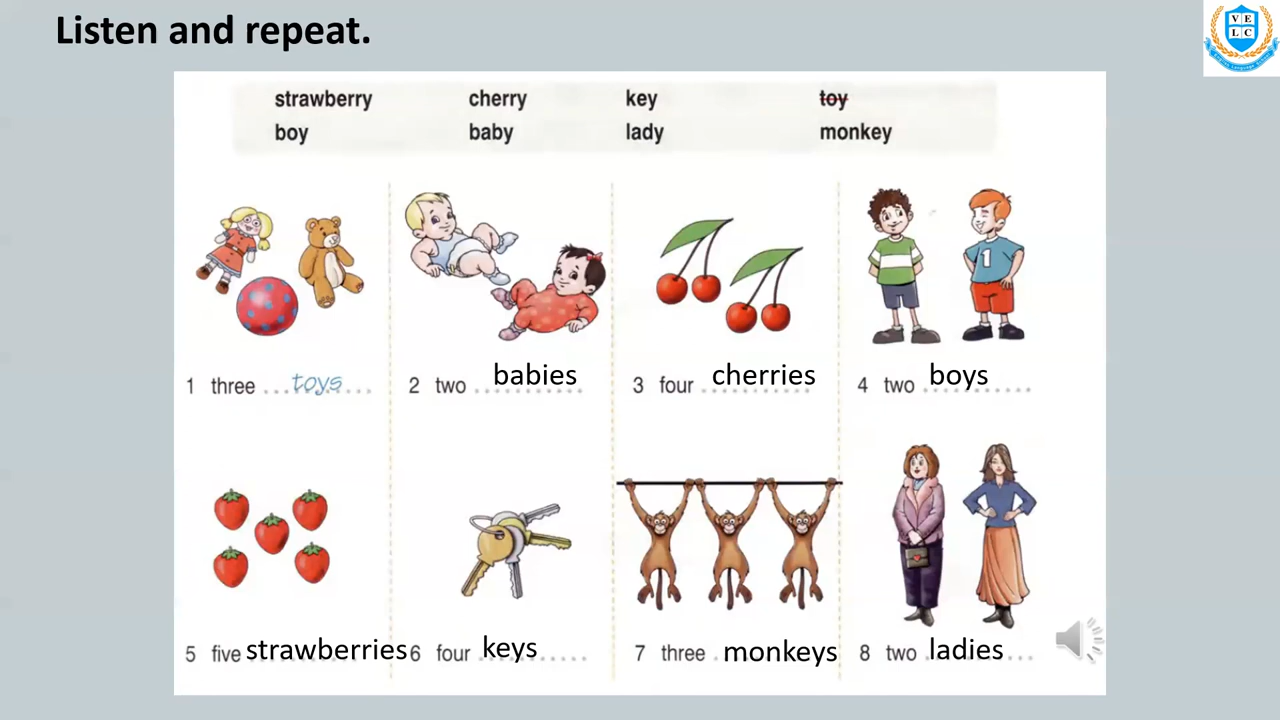 Listen and repeat.
V E
L C
strawberry cherry key toy
boy baby lady monkey
1 three ...toys...
2 two babies
3 four cherries
4 two boys
1
5 five strawberries
6 four keys
7 three monkeys
8 two ladies